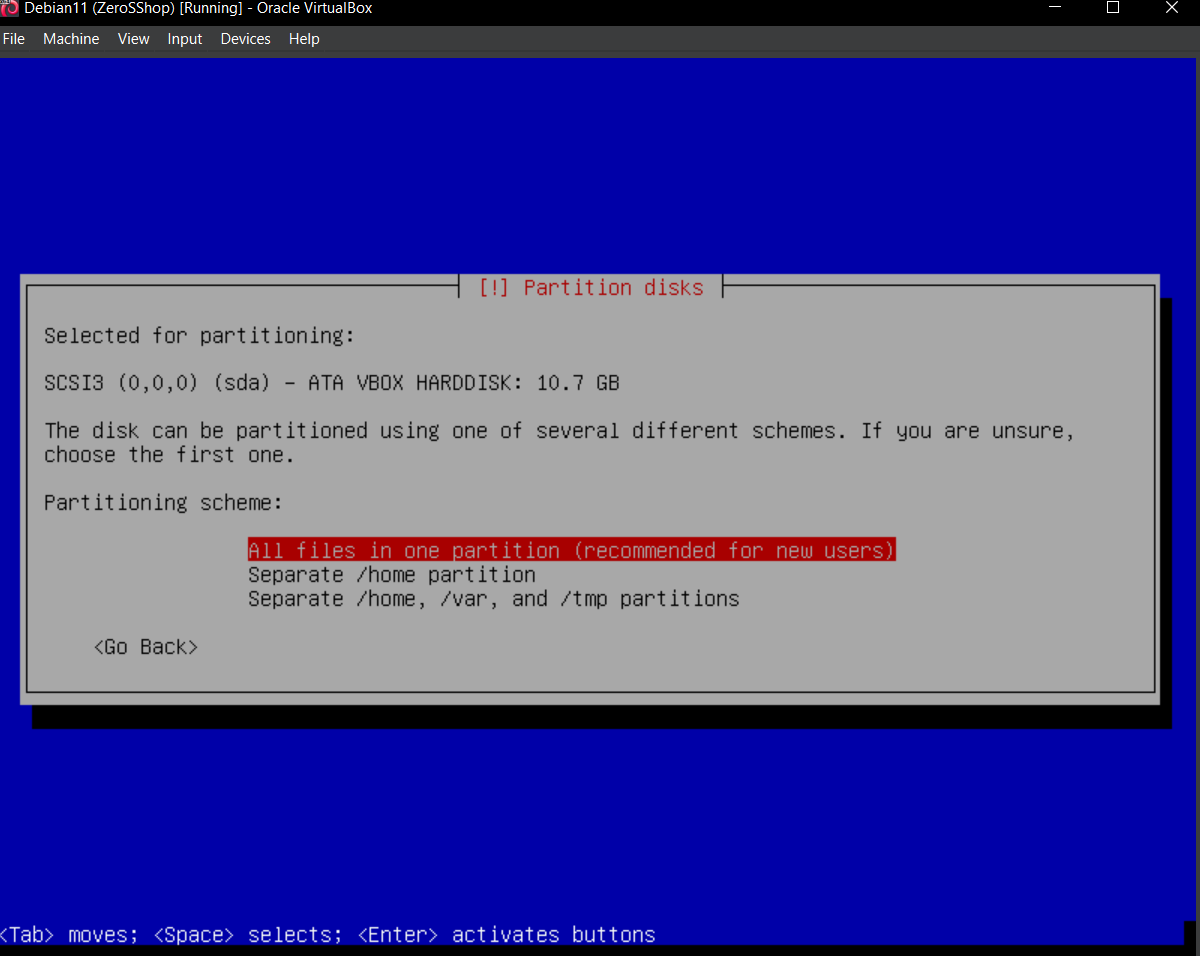 Debian11 (ZeroSShop) [Running] - Oracle VirtualBox
File Machine View Input Devices Help
[!] Partition disks
Selected for partitioning:
SCSI3 (0,0,0) (sda) - ATA VBOX HARDDISK: 10.7 GB
The disk can be partitioned using one of several different schemes. If you are unsure,
choose the first one.
Partitioning scheme:
All files in one partition (recommended for new users)
Separate /home partition
Separate /home, /var, and /tmp partitions
<Go Back>
<Tab> moves; <Space> selects; <Enter> activates buttons